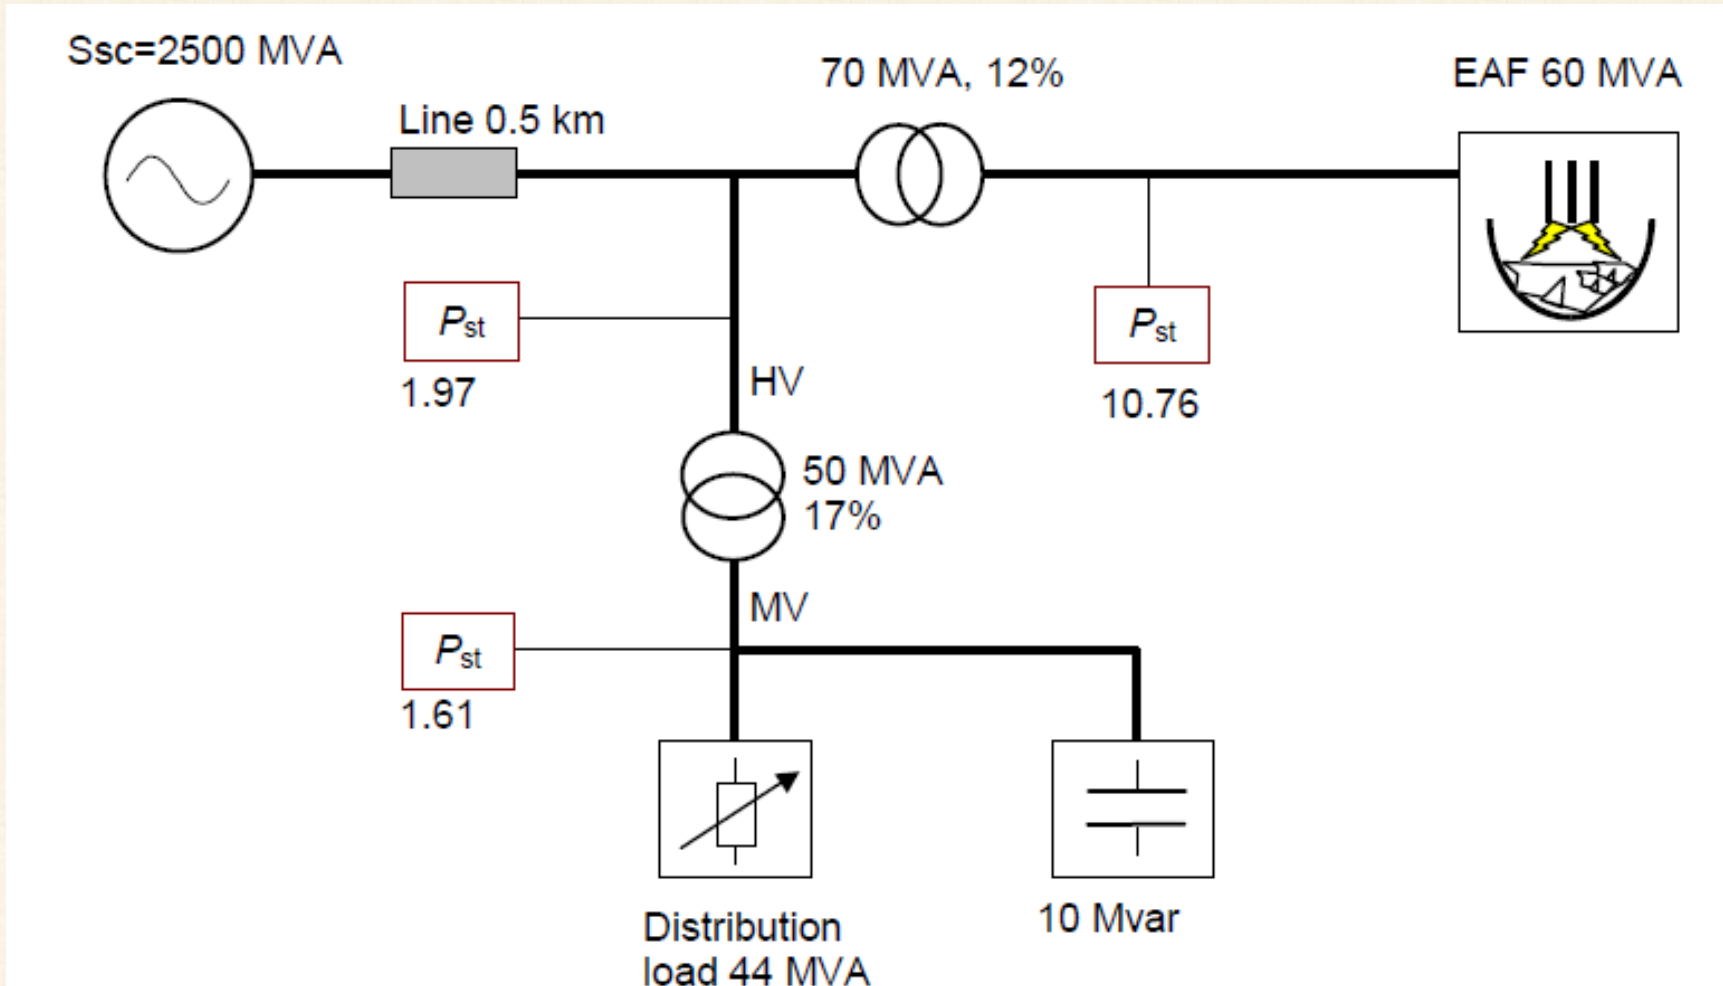 Ssc=2500 MVA
Line 0.5 km
70 MVA, 12%
EAF 60 MVA
Pst
1.97
HV
Pst
10.76
50 MVA
17%
MV
Pst
1.61
Distribution
load 44 MVA
10 Mvar